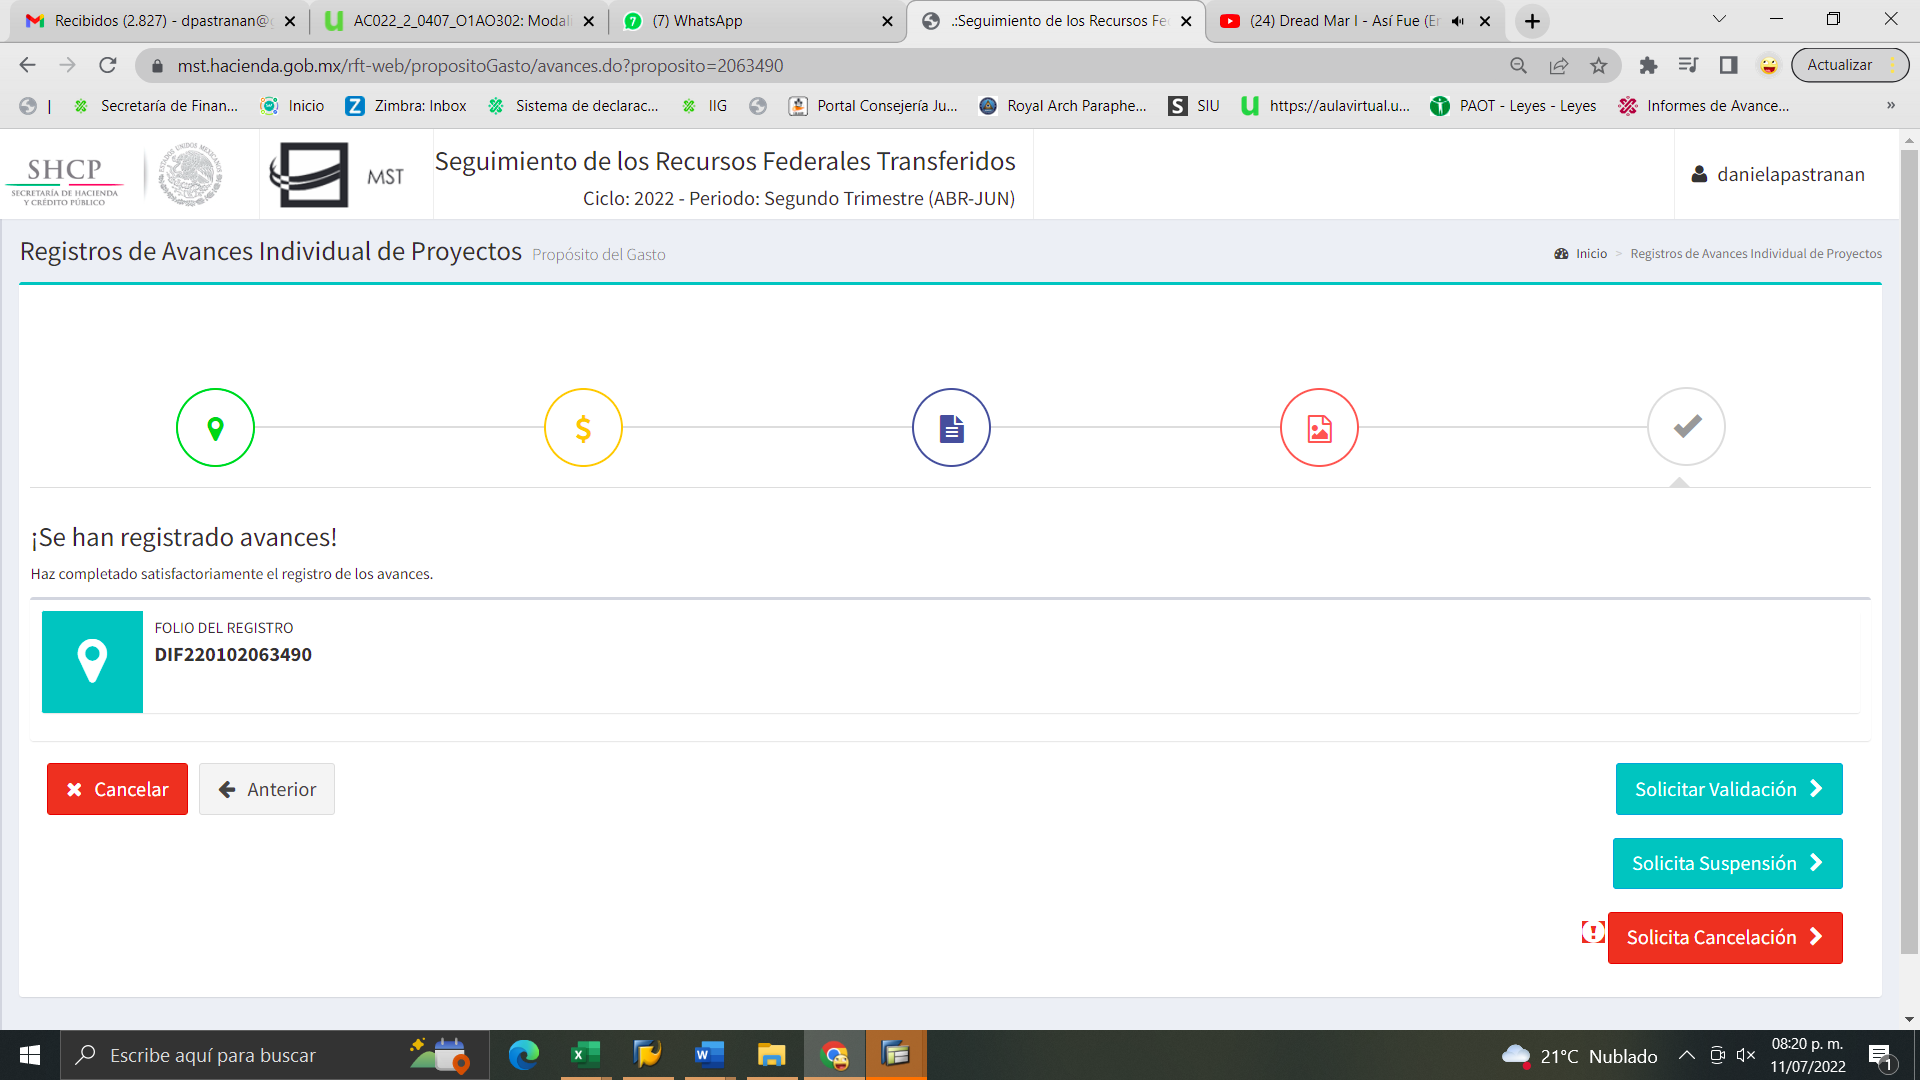 Recibidos (2.827) - dpastranan@g
AC022_2_0407_O1AO302: Modali
(7) WhatsApp
.:Seguimiento de los Recursos Fe
(24) Dread Mar I - Así Fue (En
mst.hacienda.gob.mx/rft-web/propositoGasto/avances.do?proposito=2063490
Actualizar
Secretaría de Finan...
Inicio
Zimbra: Inbox
Sistema de declarac...
IIG
Portal Consejería Ju...
Royal Arch Paraphe...
SIU
https://aulavirtual.u...
PAOT - Leyes - Leyes
Informes de Avance...
»
SHCP
SECRETARÍA DE HACIENDA
Y CRÉDITO PÚBLICO
MST
Seguimiento de los Recursos Federales Transferidos
Ciclo: 2022 - Periodo: Segundo Trimestre (ABR-JUN)
danielapastranan
Registros de Avances Individual de Proyectos Propósito del Gasto
Inicio > Registros de Avances Individual de Proyectos
¡Se han registrado avances!
Haz completado satisfactoriamente el registro de los avances.
FOLIO DEL REGISTRO
DIF220102063490
Cancelar
Anterior
Solicitar Validación
Solicita Suspensión
Solicita Cancelación
Escribe aquí para buscar
21°C Nublado
08:20 p. m.
11/07/2022
1